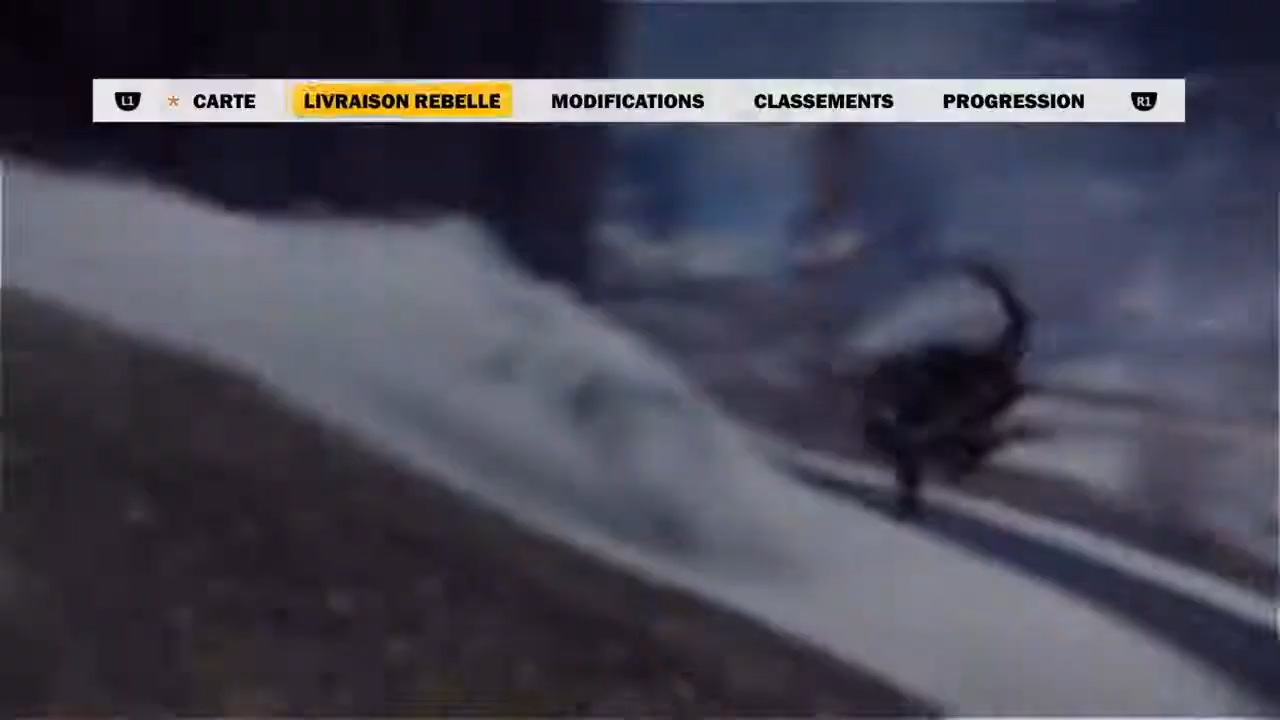 L1 * CARTE LIVRAISON REBELLE MODIFICATIONS CLASSEMENTS PROGRESSION R1